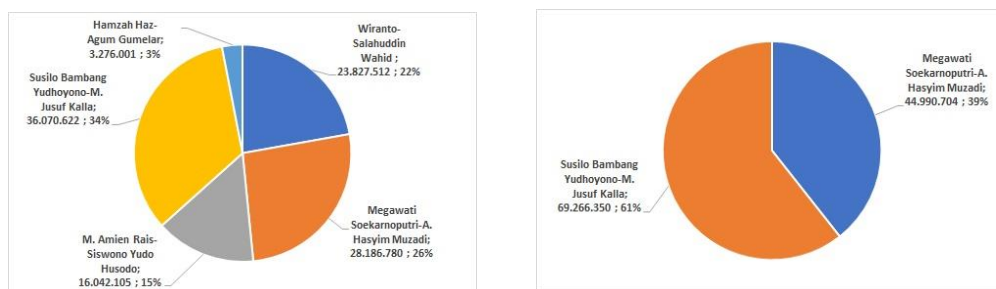 Hamzah Haz-
Agum Gumelar;
3.276.001 ; 3%
Wiranto-
Salahuddin
Wahid ;
23.827.512 ; 22%
Susilo Bambang
Yudhoyono-M.
Jusuf Kalla;
36.070.622 ; 34%
Megawati
Soekarnoputri-A.
Hasyim Muzadi;
28.186.780 ; 26%
M. Amien Rais-
Siswono Yudo
Husodo;
16.042.105 ; 15%
Megawati
Soekarnoputri-A.
Hasyim Muzadi;
44.990.704 ; 39%
Susilo Bambang
Yudhoyono-M.
Jusuf Kalla;
69.266.350 ; 61%